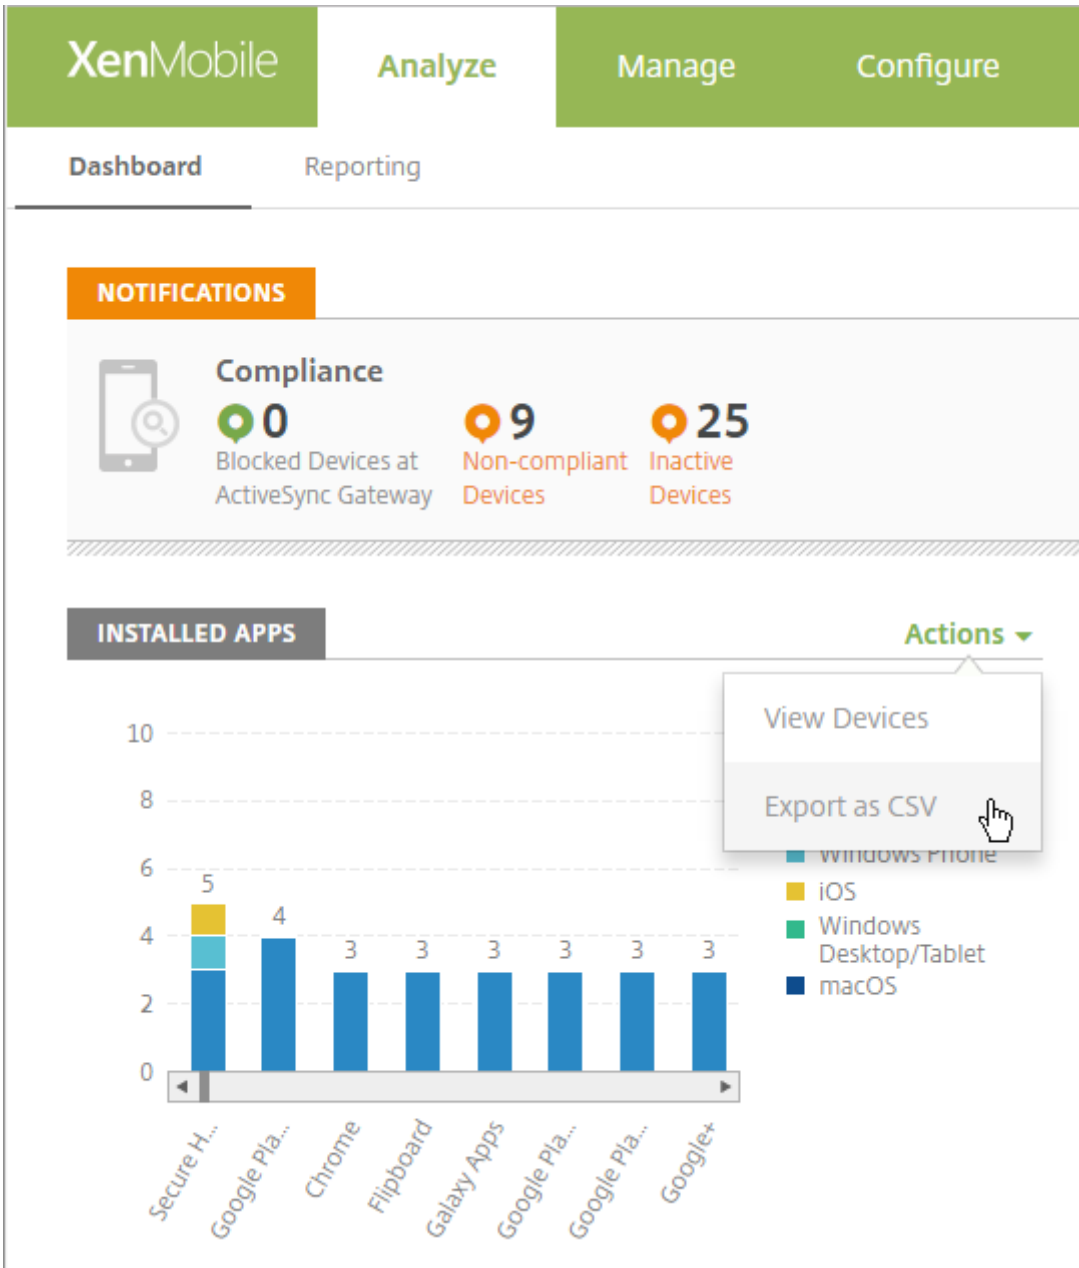 XenMobile Analyze Manage Configure
Dashboard Reporting
NOTIFICATIONS
Compliance
0 9 25
Blocked Devices at Non-compliant Inactive
ActiveSync Gateway Devices Devices
INSTALLED APPS Actions
View Devices
Export as CSV
Windows Phone
iOS
Windows
Desktop/Tablet
macOS
10
8
6
4
2
0
5 4 3 3 3 3 3 3
Secure H...
Google Pla...
Chrome
Flipboard
Galaxy Apps
Google Pla...
Google Pla...
Google+